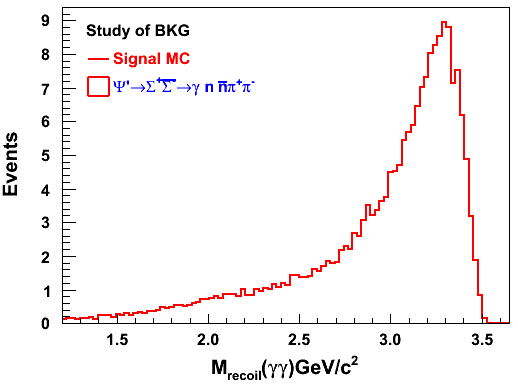 Study of BKG
Signal MC
Ψ'→Σ⁺Σ̅⁻→γ n n̅π⁺π⁻
Events
9
8
7
6
5
4
3
2
1
0
1.5 2.0 2.5 3.0 3.5
M_recoil(γγ)GeV/c²